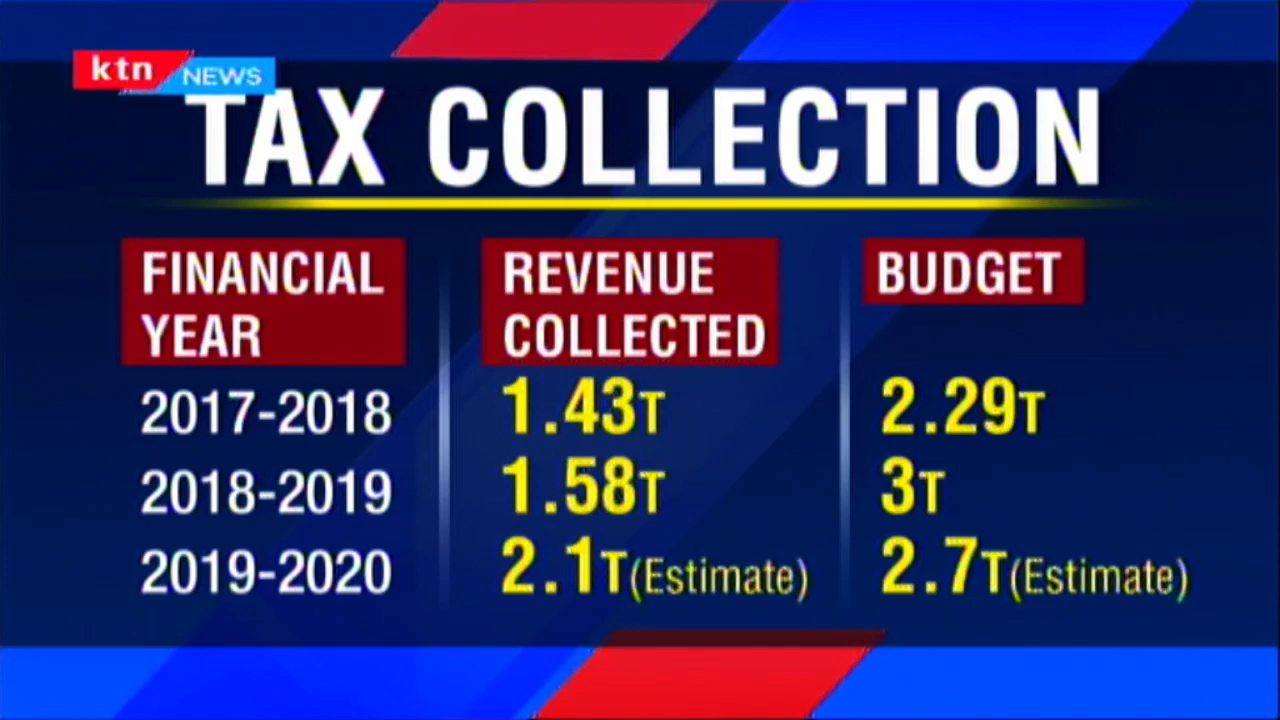 ktn NEWS
TAX COLLECTION
FINANCIAL YEAR
REVENUE COLLECTED
BUDGET
2017-2018 1.43T 2.29T
2018-2019 1.58T 3T
2019-2020 2.1T(Estimate) 2.7T(Estimate)